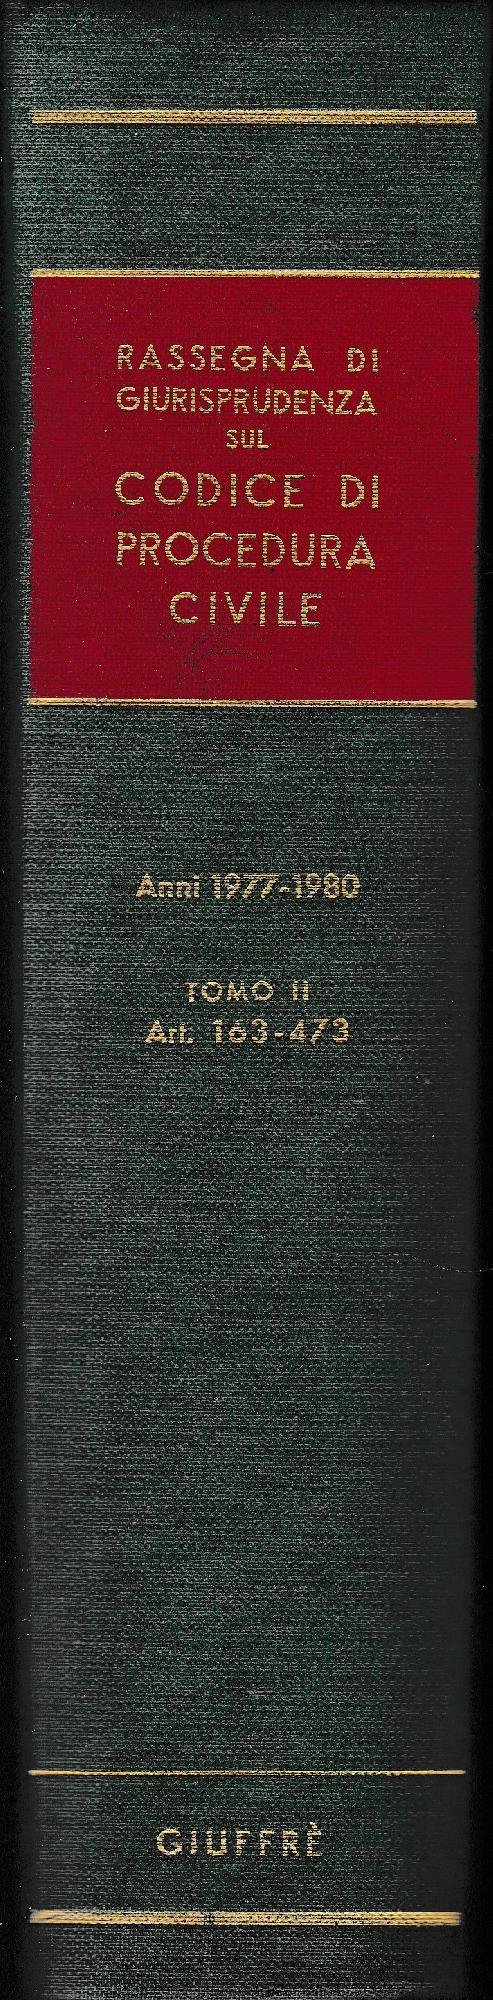 RASSEGNA DI
GIURISPRUDENZA
SUL
CODICE DI
PROCEDURA
CIVILE
Anni 1977-1980
TOMO II
Art. 163-473
GIUFFRÈ